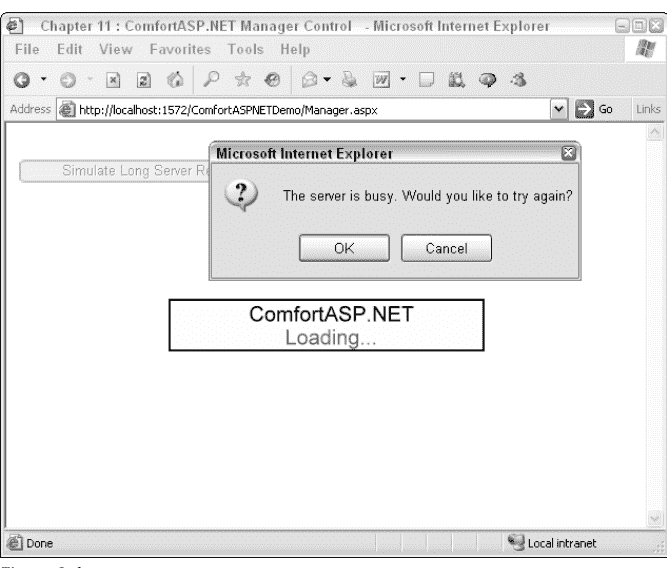 Chapter 11 : ComfortASP.NET Manager Control - Microsoft Internet Explorer
File Edit View Favorites Tools Help
Address http://localhost:1572/ComfortASPNETDemo/Manager.aspx Go Links
Microsoft Internet Explorer
Simulate Long Server Re
The server is busy. Would you like to try again?
OK Cancel
ComfortASP.NET
Loading...
Done Local intranet